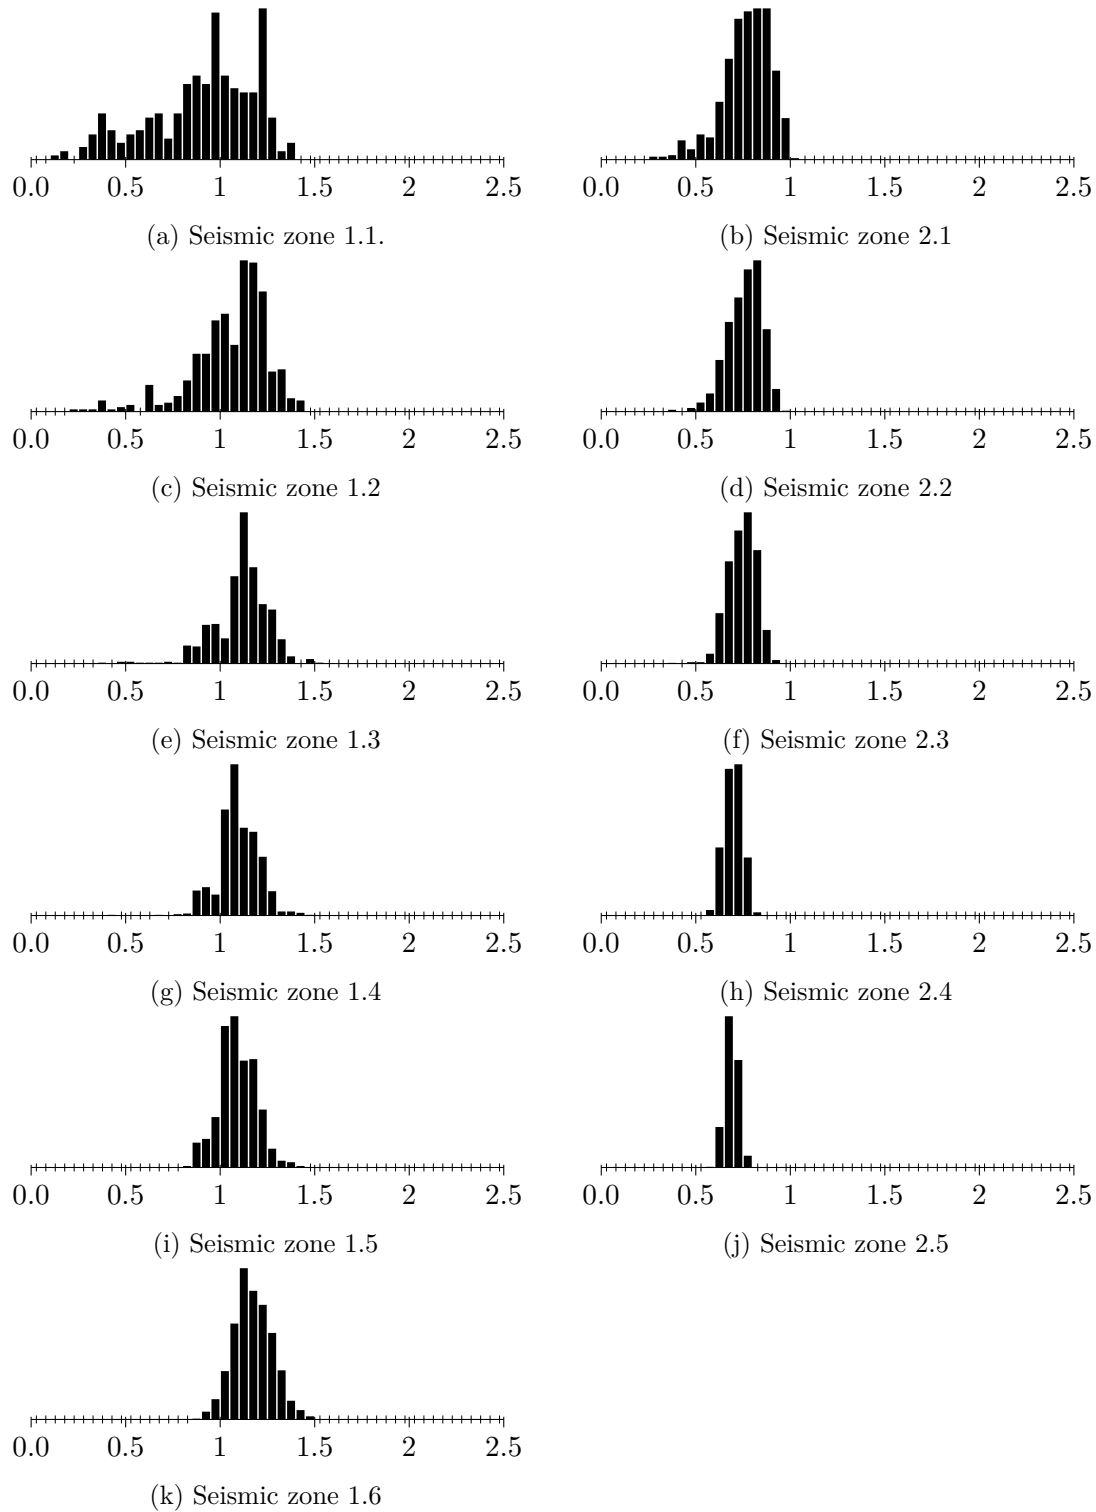 0.0 0.5 1 1.5 2 2.5 0.0 0.5 1 1.5 2 2.5
(a) Seismic zone 1.1. (b) Seismic zone 2.1
0.0 0.5 1 1.5 2 2.5 0.0 0.5 1 1.5 2 2.5
(c) Seismic zone 1.2 (d) Seismic zone 2.2
0.0 0.5 1 1.5 2 2.5 0.0 0.5 1 1.5 2 2.5
(e) Seismic zone 1.3 (f) Seismic zone 2.3
0.0 0.5 1 1.5 2 2.5 0.0 0.5 1 1.5 2 2.5
(g) Seismic zone 1.4 (h) Seismic zone 2.4
0.0 0.5 1 1.5 2 2.5 0.0 0.5 1 1.5 2 2.5
(i) Seismic zone 1.5 (j) Seismic zone 2.5
0.0 0.5 1 1.5 2 2.5
(k) Seismic zone 1.6